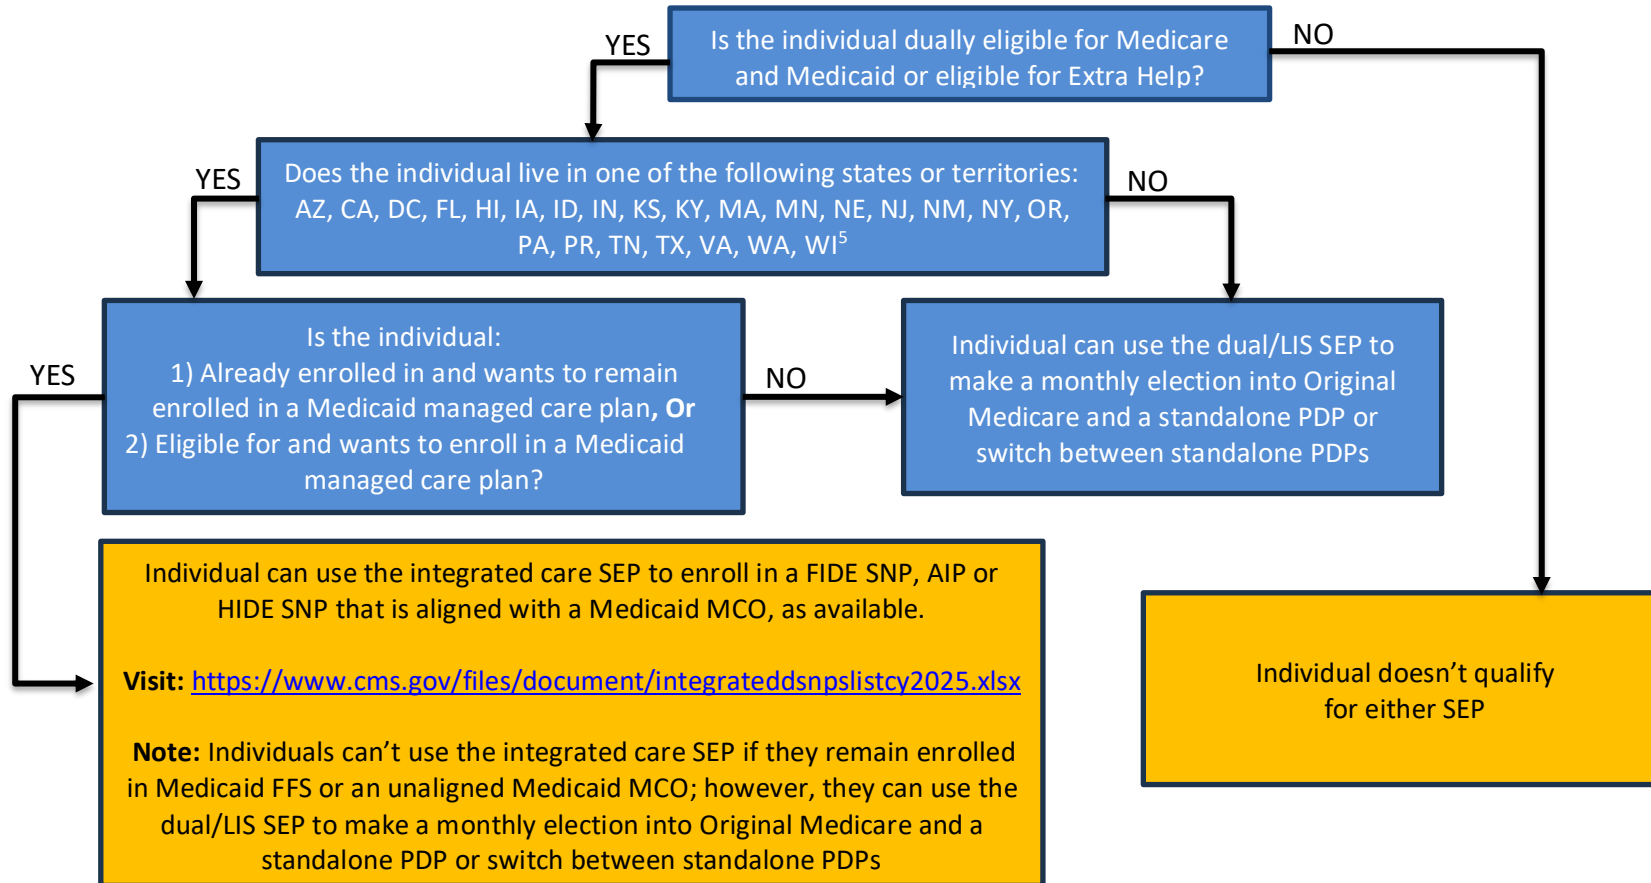 YES
Is the individual dually eligible for Medicare
and Medicaid or eligible for Extra Help?
NO
YES
Does the individual live in one of the following states or territories:
AZ, CA, DC, FL, HI, IA, ID, IN, KS, KY, MA, MN, NE, NJ, NM, NY, OR,
PA, PR, TN, TX, VA, WA, WI⁵
NO
YES
Is the individual:
1) Already enrolled in and wants to remain
enrolled in a Medicaid managed care plan, Or
2) Eligible for and wants to enroll in a Medicaid
managed care plan?
NO
Individual can use the dual/LIS SEP to
make a monthly election into Original
Medicare and a standalone PDP or
switch between standalone PDPs
Individual can use the integrated care SEP to enroll in a FIDE SNP, AIP or
HIDE SNP that is aligned with a Medicaid MCO, as available.
Visit: https://www.cms.gov/files/document/integrateddsnpslistcy2025.xlsx
Note: Individuals can’t use the integrated care SEP if they remain enrolled
in Medicaid FFS or an unaligned Medicaid MCO; however, they can use the
dual/LIS SEP to make a monthly election into Original Medicare and a
standalone PDP or switch between standalone PDPs
Individual doesn’t qualify
for either SEP